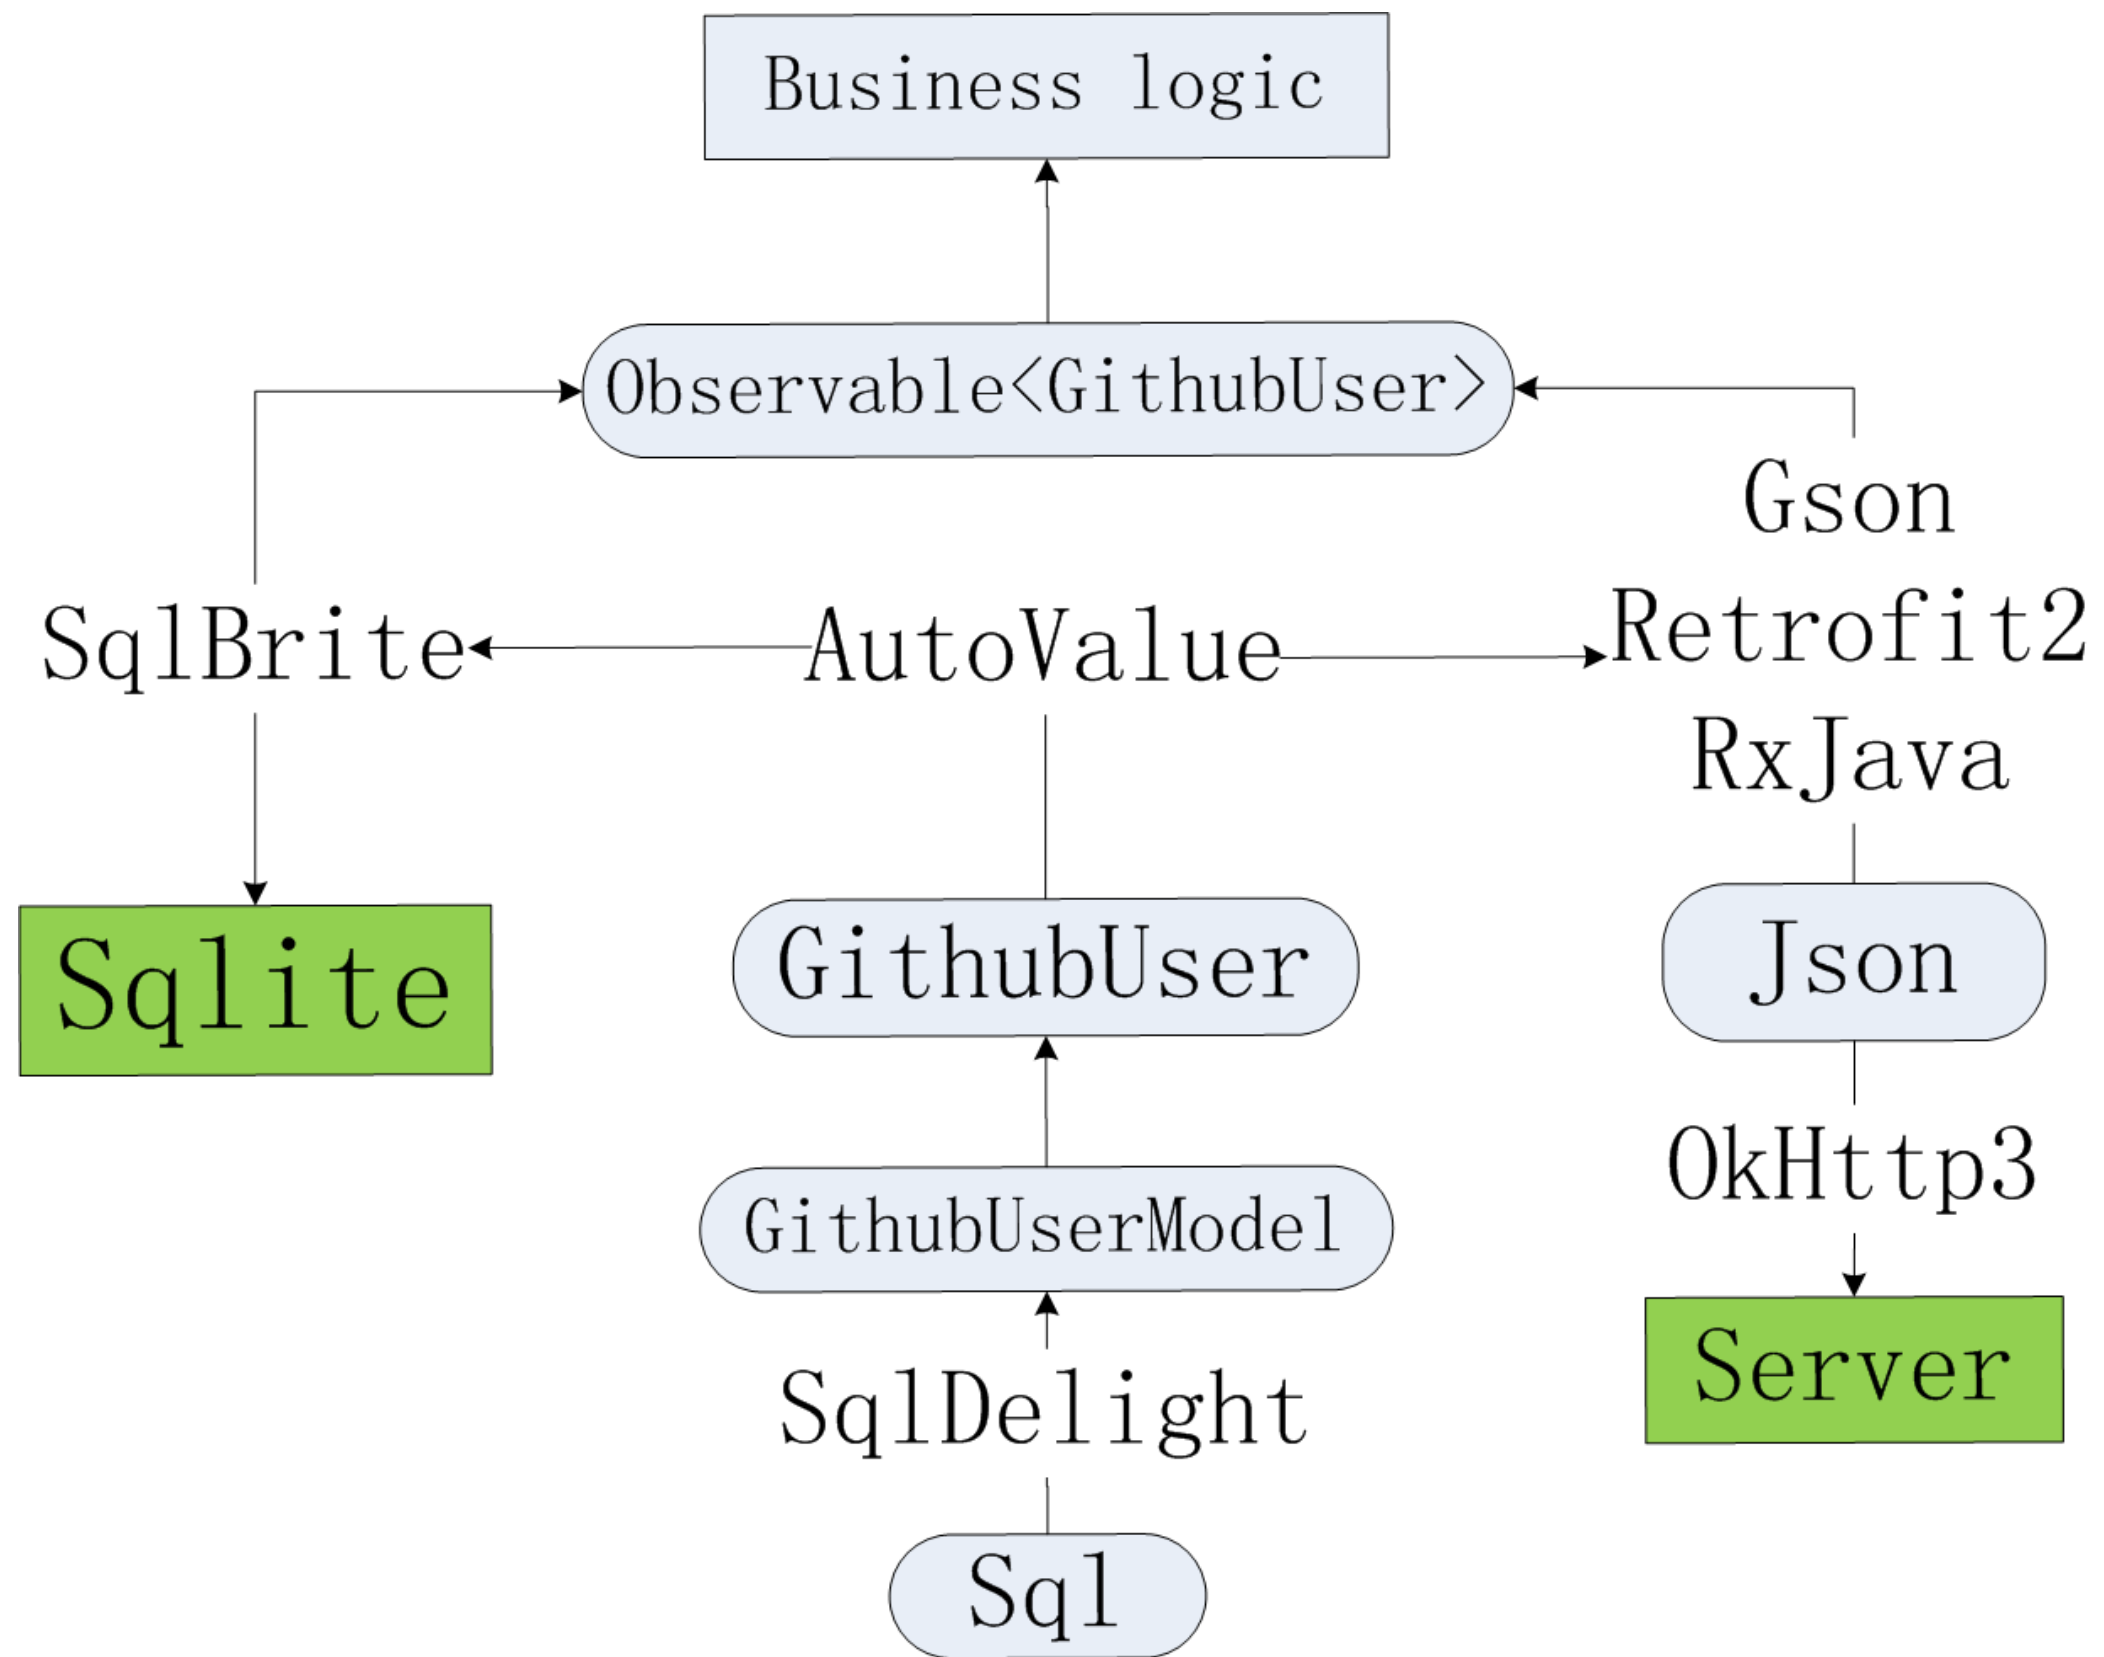 Business logic
Observable<GithubUser>
Gson
SqlBrite
AutoValue
Retrofit2
RxJava
Sqlite
GithubUser
Json
OkHttp3
GithubUserModel
Server
SqlDelight
Sql